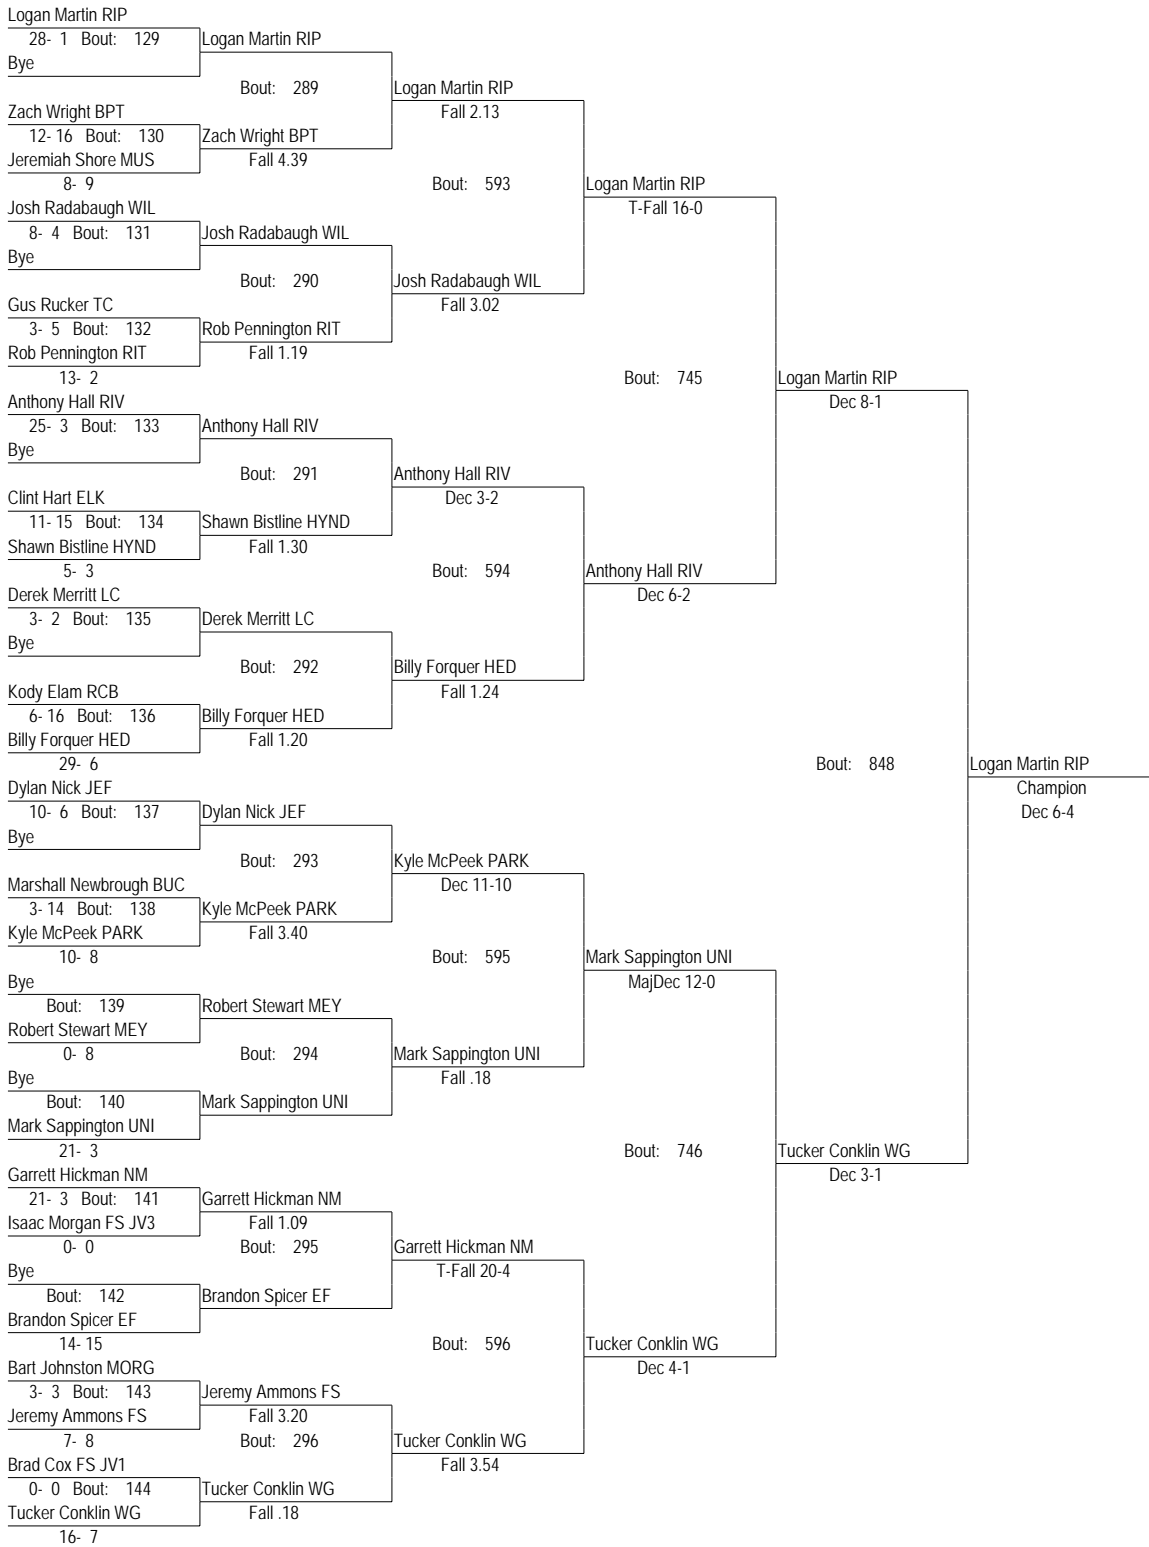 Logan Martin RIP
28- 1 Bout: 129
Logan Martin RIP
Bye
Bout: 289
Logan Martin RIP
Zach Wright BPT
Fall 2.13
12- 16 Bout: 130
Zach Wright BPT
Jeremiah Shore MUS
Fall 4.39
8- 9
Bout: 593
Logan Martin RIP
Josh Radabaugh WIL
T-Fall 16-0
8- 4 Bout: 131
Josh Radabaugh WIL
Bye
Bout: 290
Josh Radabaugh WIL
Gus Rucker TC
Fall 3.02
3- 5 Bout: 132
Rob Pennington RIT
Rob Pennington RIT
Fall 1.19
13- 2
Bout: 745
Logan Martin RIP
Anthony Hall RIV
Dec 8-1
25- 3 Bout: 133
Anthony Hall RIV
Bye
Bout: 291
Anthony Hall RIV
Clint Hart ELK
Dec 3-2
11- 15 Bout: 134
Shawn Bistline HYND
Shawn Bistline HYND
Fall 1.30
5- 3
Bout: 594
Anthony Hall RIV
Derek Merritt LC
Dec 6-2
3- 2 Bout: 135
Derek Merritt LC
Bye
Bout: 292
Billy Forquer HED
Kody Elam RCB
Fall 1.24
6- 16 Bout: 136
Billy Forquer HED
Billy Forquer HED
Fall 1.20
29- 6
Bout: 848
Logan Martin RIP
Dylan Nick JEF
Champion
10- 6 Bout: 137
Dylan Nick JEF
Dec 6-4
Bye
Bout: 293
Kyle McPeek PARK
Marshall Newbrough BUC
Dec 11-10
3- 14 Bout: 138
Kyle McPeek PARK
Kyle McPeek PARK
Fall 3.40
10- 8
Bout: 595
Mark Sappington UNI
Bye
MajDec 12-0
Bout: 139
Robert Stewart MEY
Robert Stewart MEY
0- 8
Bout: 294
Mark Sappington UNI
Bye
Fall .18
Bout: 140
Mark Sappington UNI
Mark Sappington UNI
21- 3
Bout: 746
Tucker Conklin WG
Garrett Hickman NM
Dec 3-1
21- 3 Bout: 141
Garrett Hickman NM
Isaac Morgan FS JV3
Fall 1.09
0- 0
Bout: 295
Garrett Hickman NM
Bye
T-Fall 20-4
Bout: 142
Brandon Spicer EF
Brandon Spicer EF
14- 15
Bout: 596
Tucker Conklin WG
Bart Johnston MORG
Dec 4-1
3- 3 Bout: 143
Jeremy Ammons FS
Jeremy Ammons FS
Fall 3.20
7- 8
Bout: 296
Tucker Conklin WG
Brad Cox FS JV1
Fall 3.54
0- 0 Bout: 144
Tucker Conklin WG
Tucker Conklin WG
Fall .18
16- 7